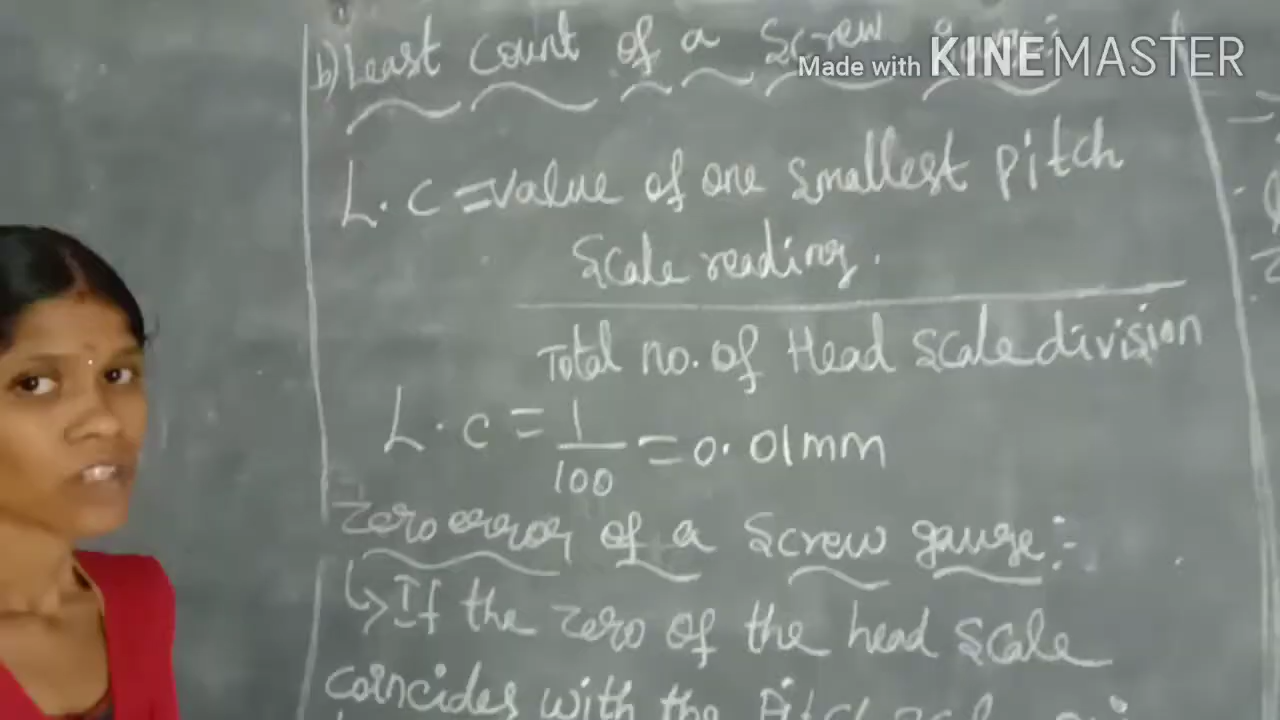 b) Least count of a Screw
Made with KINEMASTER
L.C = value of one smallest pitch
scale reading.
Total no. of Head scale division
L.C = 1/100 = 0.01mm
Zero error of a Screw gauge:-
↳ If the zero of the head scale
coincides with the Pitch